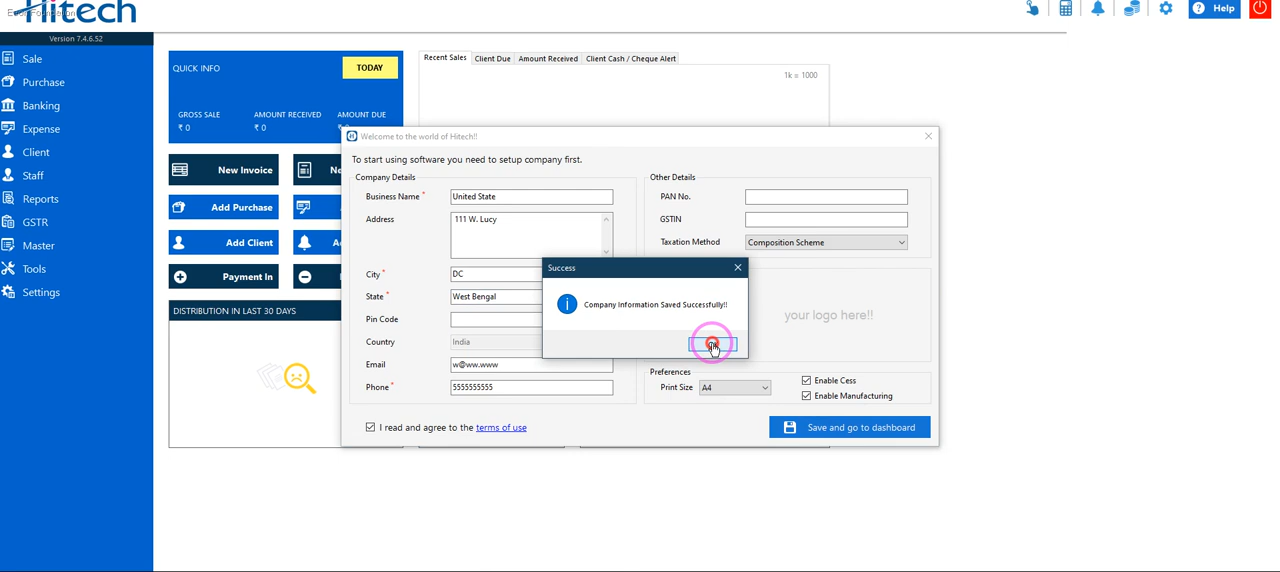 Hitech
Help
Version 7.4.6.52
Sale
Purchase
Banking
Expense
Client
Staff
Reports
GSTR
Master
Tools
Settings
QUICK INFO
TODAY
GROSS SALE AMOUNT RECEIVED AMOUNT DUE
₹ 0 ₹ 0 ₹ 0
Recent Sales Client Due Amount Received Client Cash / Cheque Alert
1k = 1000
New Invoice
Add Purchase
Add Client
Payment In
DISTRIBUTION IN LAST 30 DAYS
Welcome to the world of Hitech!!
To start using software you need to setup company first.
Company Details
Business Name * United State
Address 111 W. Lucy
City * DC
State * West Bengal
Pin Code
Country India
Email w@ww.www
Phone * 5555555555
Other Details
PAN No.
GSTIN
Taxation Method Composition Scheme
your logo here!!
Preferences
Print Size A4
Enable Cess
Enable Manufacturing
I read and agree to the terms of use
Save and go to dashboard
Success
Company Information Saved Successfully!!